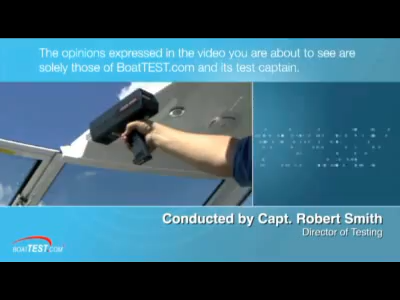 The opinions expressed in the video you are about to see are
solely those of BoatTEST.com and its test captain.
Conducted by Capt. Robert Smith
Director of Testing
BOATTEST.COM